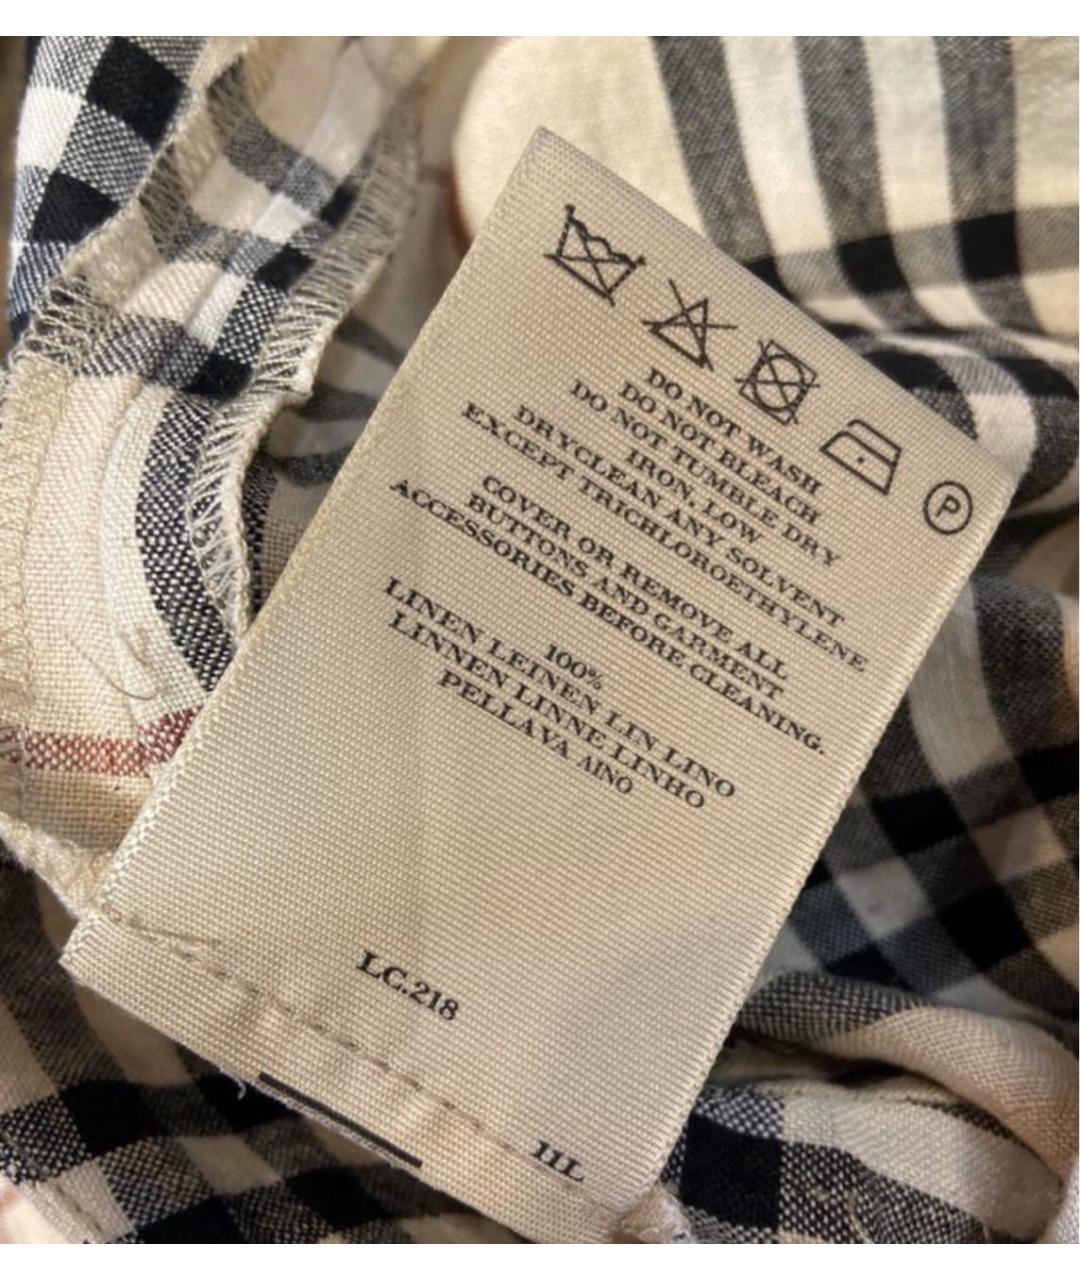 P
DO NOT WASH
DO NOT BLEACH
DO NOT TUMBLE DRY
IRON, LOW
DRYCLEAN ANY SOLVENT
EXCEPT TRICHLOROETHYLENE
COVER OR REMOVE ALL
BUTTONS AND GARMENT
ACCESSORIES BEFORE CLEANING.
100%
LINEN LEINEN LIN LINO
LINNEN LINNE LINHO
PELLAVA ΛΙΝΟ
LC.218